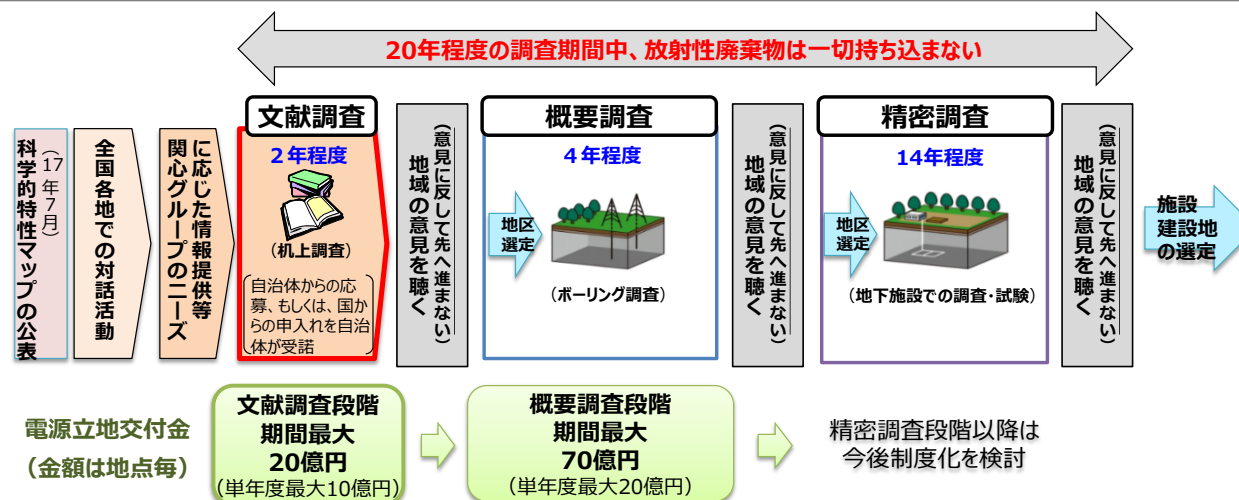 20年程度の調査期間中、放射性廃棄物は一切持ち込まない
科学的特性マップの公表
（17年7月）
全国各地での対話活動
関心グループのニーズ
に応じた情報提供等
文献調査
２年程度
（机上調査）
自治体からの応
募、もしくは、国か
らの申入れを自治
体が受諾
（意見に反して先へ進まない）
地域の意見を聴く
概要調査
４年程度
地区
選定
（ボーリング調査）
（意見に反して先へ進まない）
地域の意見を聴く
精密調査
14年程度
地区
選定
（地下施設での調査・試験）
（意見に反して先へ進まない）
地域の意見を聴く
施設
建設地
の選定
電源立地交付金
（金額は地点毎）
文献調査段階
期間最大
20億円
（単年度最大10億円）
概要調査段階
期間最大
70億円
（単年度最大20億円）
精密調査段階以降は
今後制度化を検討